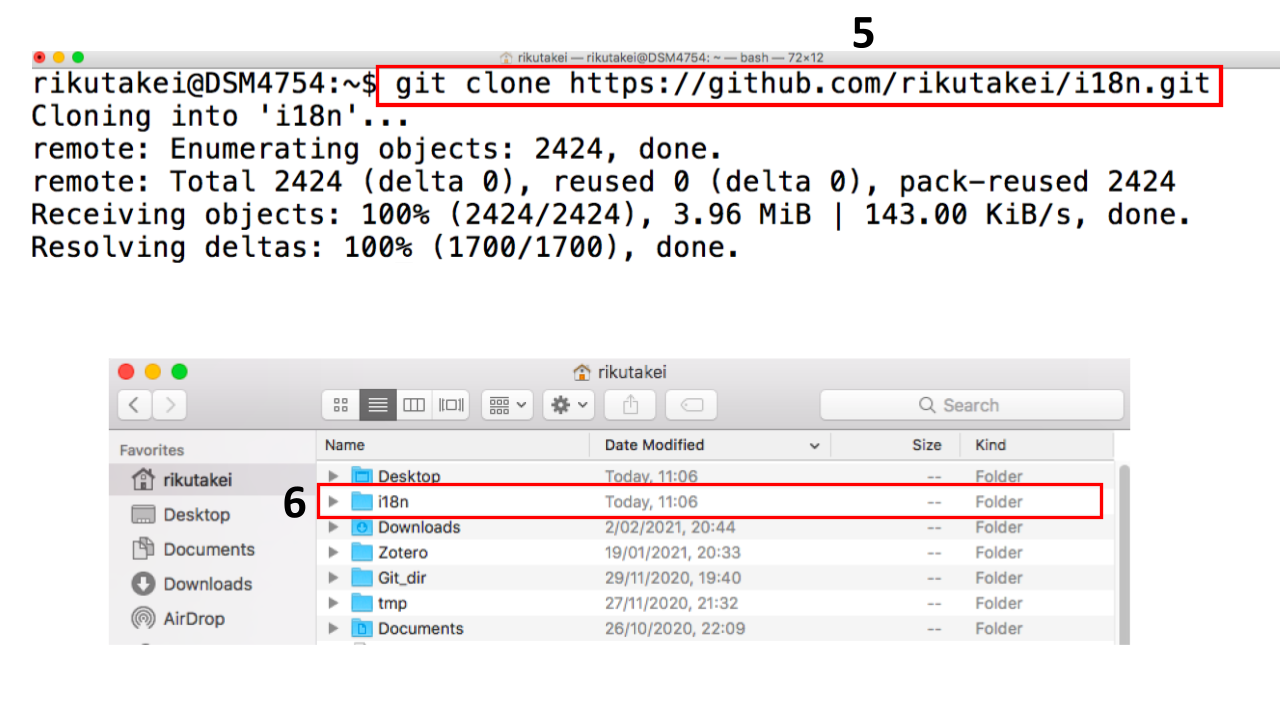 5
rikutakei — rikutakei@DSM4754: ~ — bash — 72×12
rikutakei@DSM4754:~$ git clone https://github.com/rikutakei/i18n.git
Cloning into 'i18n'...
remote: Enumerating objects: 2424, done.
remote: Total 2424 (delta 0), reused 0 (delta 0), pack-reused 2424
Receiving objects: 100% (2424/2424), 3.96 MiB | 143.00 KiB/s, done.
Resolving deltas: 100% (1700/1700), done.
rikutakei
Search
Favorites
rikutakei
Desktop
Documents
Downloads
AirDrop
Name Date Modified Size Kind
Desktop Today, 11:06 -- Folder
6 i18n Today, 11:06 -- Folder
Downloads 2/02/2021, 20:44 -- Folder
Zotero 19/01/2021, 20:33 -- Folder
Git_dir 29/11/2020, 19:40 -- Folder
tmp 27/11/2020, 21:32 -- Folder
Documents 26/10/2020, 22:09 -- Folder